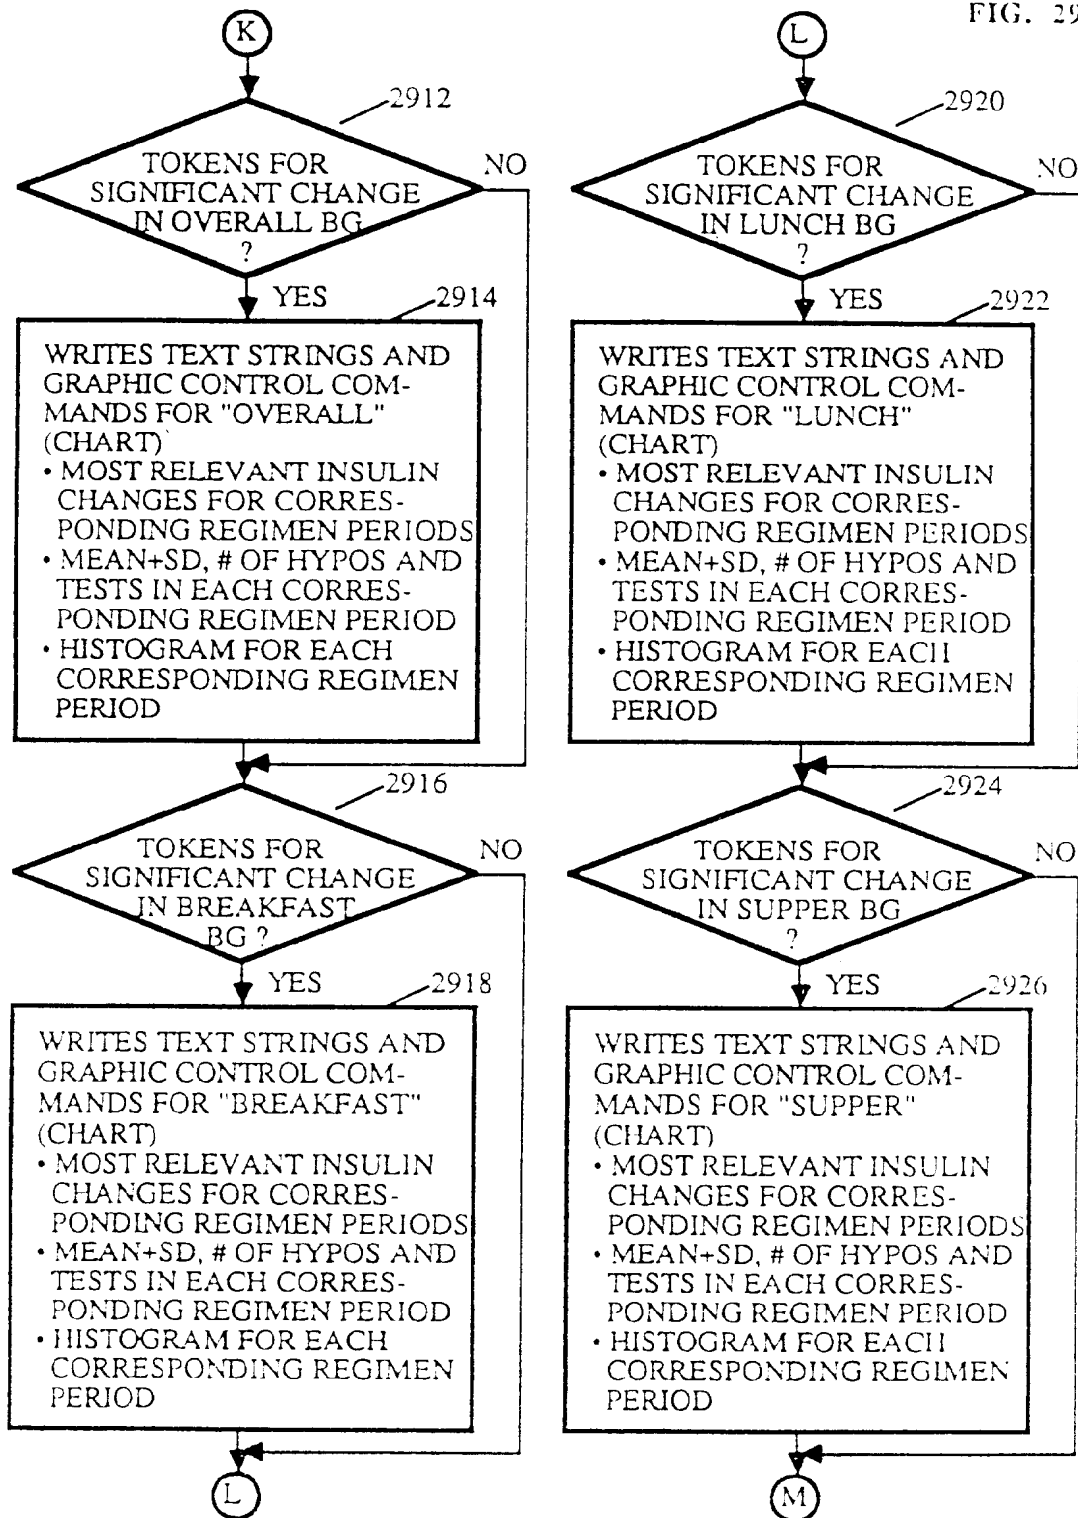 FIG. 29
K
2912
TOKENS FOR
SIGNIFICANT CHANGE
IN OVERALL BG
?
NO
YES
2914
WRITES TEXT STRINGS AND
GRAPHIC CONTROL COM-
MANDS FOR "OVERALL"
(CHART)
• MOST RELEVANT INSULIN
CHANGES FOR CORRES-
PONDING REGIMEN PERIODS
• MEAN+SD, # OF HYPOS AND
TESTS IN EACH CORRES-
PONDING REGIMEN PERIOD
• HISTOGRAM FOR EACH
CORRESPONDING REGIMEN
PERIOD
2916
TOKENS FOR
SIGNIFICANT CHANGE
IN BREAKFAST
BG ?
NO
YES
2918
WRITES TEXT STRINGS AND
GRAPHIC CONTROL COM-
MANDS FOR "BREAKFAST"
(CHART)
• MOST RELEVANT INSULIN
CHANGES FOR CORRES-
PONDING REGIMEN PERIODS
• MEAN+SD, # OF HYPOS AND
TESTS IN EACH CORRES-
PONDING REGIMEN PERIOD
• HISTOGRAM FOR EACH
CORRESPONDING REGIMEN
PERIOD
L
L
2920
TOKENS FOR
SIGNIFICANT CHANGE
IN LUNCH BG
?
NO
YES
2922
WRITES TEXT STRINGS AND
GRAPHIC CONTROL COM-
MANDS FOR "LUNCH"
(CHART)
• MOST RELEVANT INSULIN
CHANGES FOR CORRES-
PONDING REGIMEN PERIODS
• MEAN+SD, # OF HYPOS AND
TESTS IN EACH CORRES-
PONDING REGIMEN PERIOD
• HISTOGRAM FOR EACH
CORRESPONDING REGIMEN
PERIOD
2924
TOKENS FOR
SIGNIFICANT CHANGE
IN SUPPER BG
?
NO
YES
2926
WRITES TEXT STRINGS AND
GRAPHIC CONTROL COM-
MANDS FOR "SUPPER"
(CHART)
• MOST RELEVANT INSULIN
CHANGES FOR CORRES-
PONDING REGIMEN PERIODS
• MEAN+SD, # OF HYPOS AND
TESTS IN EACH CORRES-
PONDING REGIMEN PERIOD
• HISTOGRAM FOR EACH
CORRESPONDING REGIMEN
PERIOD
M